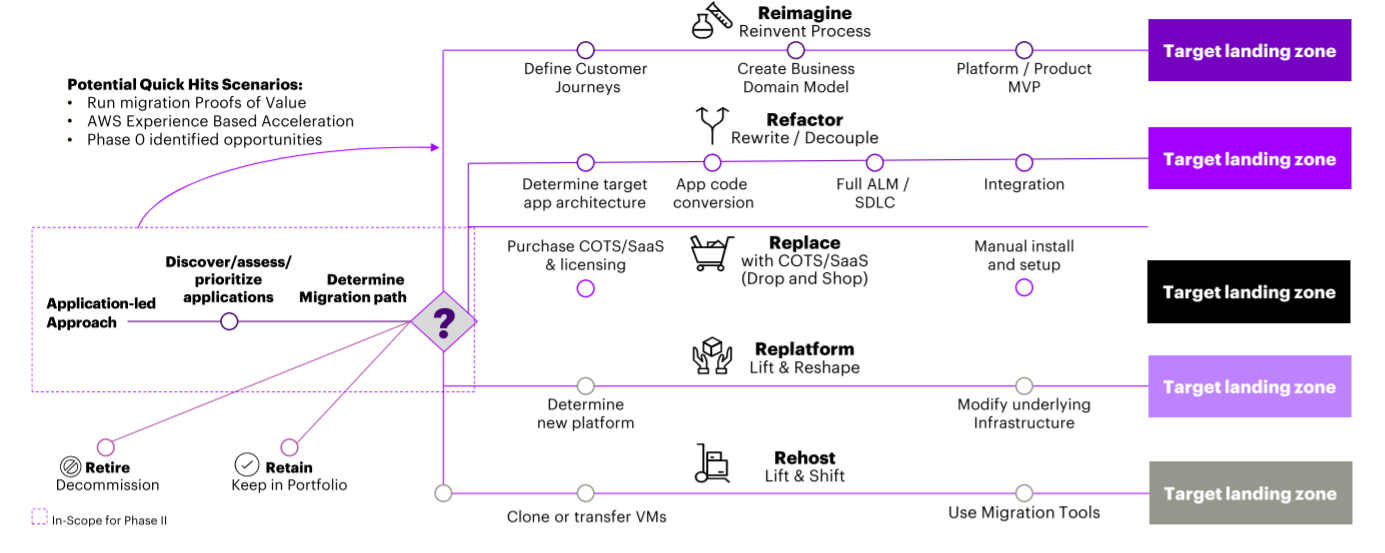 Reimagine
Reinvent Process
Define Customer
Journeys
Create Business
Domain Model
Platform / Product
MVP
Target landing zone
Potential Quick Hits Scenarios:
• Run migration Proofs of Value
• AWS Experience Based Acceleration
• Phase 0 identified opportunities
Refactor
Rewrite / Decouple
Determine target
app architecture
App code
conversion
Full ALM /
SDLC
Integration
Target landing zone
Purchase COTS/SaaS
& licensing
Replace
with COTS/SaaS
(Drop and Shop)
Manual install
and setup
Target landing zone
Application-led
Approach
Discover/assess/
prioritize
applications
Determine
Migration path
?
Replatform
Lift & Reshape
Determine
new platform
Modify underlying
Infrastructure
Target landing zone
Retire
Decommission
Retain
Keep in Portfolio
Rehost
Lift & Shift
Clone or transfer VMs
Use Migration Tools
Target landing zone
In-Scope for Phase II